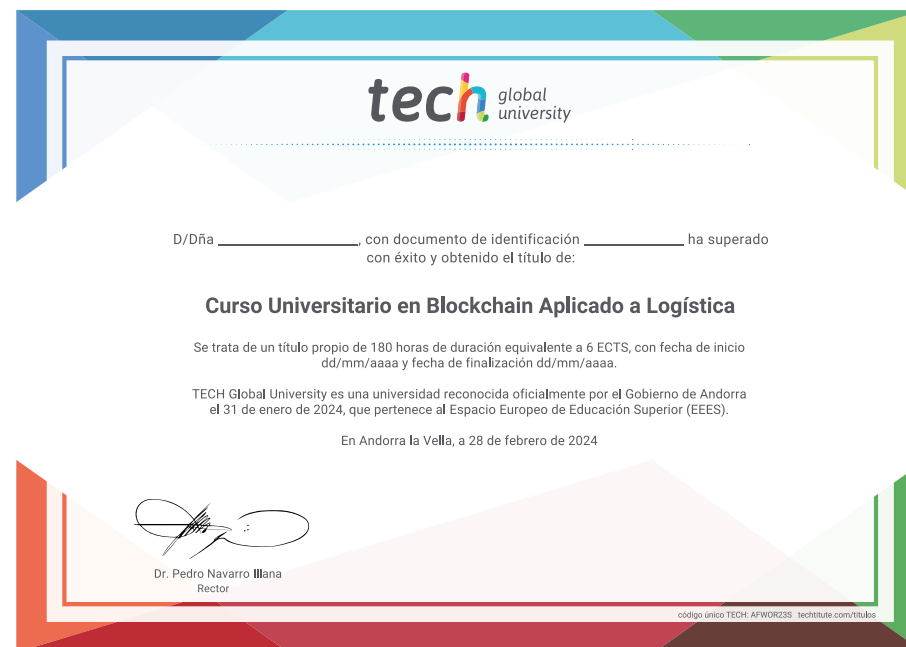 tech global
university
D/Dña ____________________, con documento de identificación ______________ ha superado
con éxito y obtenido el título de:
Curso Universitario en Blockchain Aplicado a Logística
Se trata de un título propio de 180 horas de duración equivalente a 6 ECTS, con fecha de inicio
dd/mm/aaaa y fecha de finalización dd/mm/aaaa.
TECH Global University es una universidad reconocida oficialmente por el Gobierno de Andorra
el 31 de enero de 2024, que pertenece al Espacio Europeo de Educación Superior (EEES).
En Andorra la Vella, a 28 de febrero de 2024
Dr. Pedro Navarro Illana
Rector
código único TECH: AFWOR23S techtitute.com/titulos